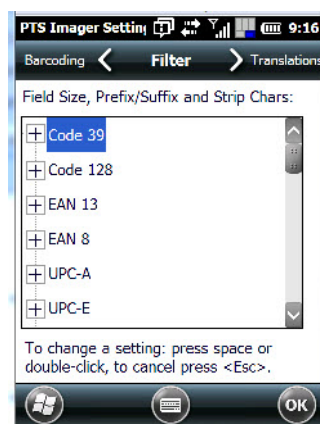 PTS Imager Settin 9:16
Barcoding Filter Translations
Field Size, Prefix/Suffix and Strip Chars:
Code 39
Code 128
EAN 13
EAN 8
UPC-A
UPC-E
To change a setting: press space or
double-click, to cancel press <Esc>.
OK